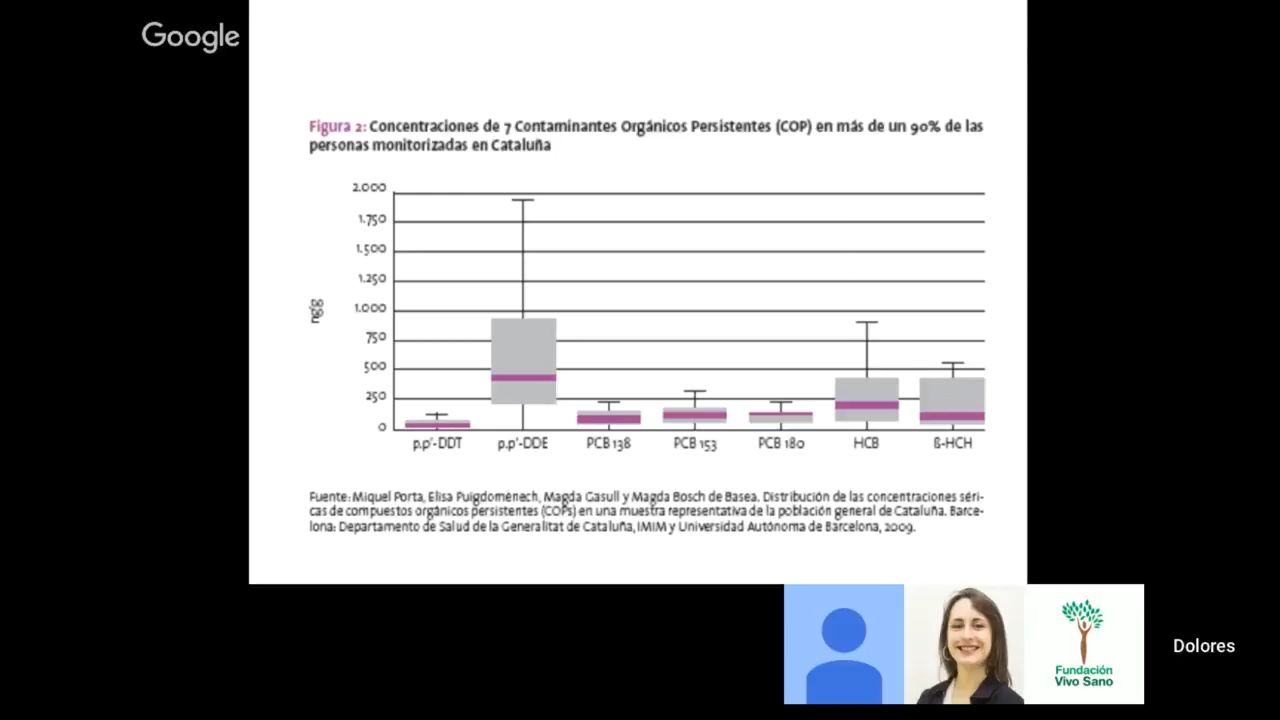 Google
Figura 2: Concentraciones de 7 Contaminantes Orgánicos Persistentes (COP) en más de un 90% de las
personas monitorizadas en Cataluña
2.000
1.750
1.500
1.250
1.000
750
500
250
0
ng/g
p.p'-DDT p.p'-DDE PCB 138 PCB 153 PCB 180 HCB ß-HCH
Fuente: Miquel Porta, Elisa Puigdomènech, Magda Gasull y Magda Bosch de Basea. Distribución de las concentraciones séri-
cas de compuestos orgánicos persistentes (COPs) en una muestra representativa de la población general de Cataluña. Barce-
lona: Departamento de Salud de la Generalitat de Cataluña, IMIM y Universidad Autónoma de Barcelona, 2009.
Fundación
Vivo Sano
Dolores